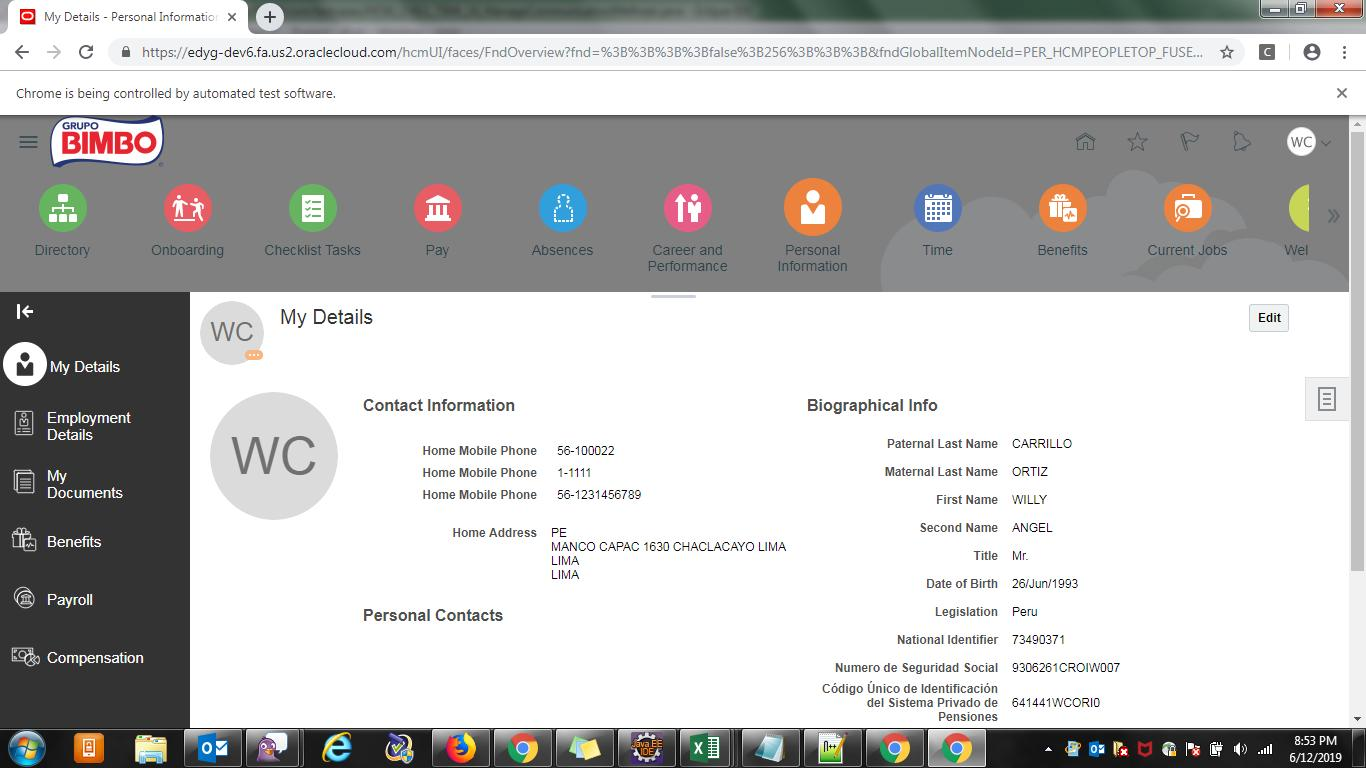 My Details - Personal Information
https://edyg-dev6.fa.us2.oraclecloud.com/hcmUI/faces/FndOverview?fnd=%3B%3B%3B%3Bfalse%3B256%3B%3B%3B&fndGlobalItemNodeId=PER_HCMPEOPLETOP_FUSE...
C
Chrome is being controlled by automated test software.
GRUPO
BIMBO
WC
Directory
Onboarding
Checklist Tasks
Pay
Absences
Career and
Performance
Personal
Information
Time
Benefits
Current Jobs
Wel
WC
My Details
Edit
My Details
Employment
Details
My
Documents
Benefits
Payroll
Compensation
WC
Contact Information
Home Mobile Phone 56-100022
Home Mobile Phone 1-1111
Home Mobile Phone 56-1231456789
Home Address PE
MANCO CAPAC 1630 CHACLACAYO LIMA
LIMA
LIMA
Personal Contacts
Biographical Info
Paternal Last Name CARRILLO
Maternal Last Name ORTIZ
First Name WILLY
Second Name ANGEL
Title Mr.
Date of Birth 26/Jun/1993
Legislation Peru
National Identifier 73490371
Numero de Seguridad Social 9306261CROIW007
Código Único de Identificación
del Sistema Privado de 641441WCORI0
Pensiones
Java EE
IDE
8:53 PM
6/12/2019